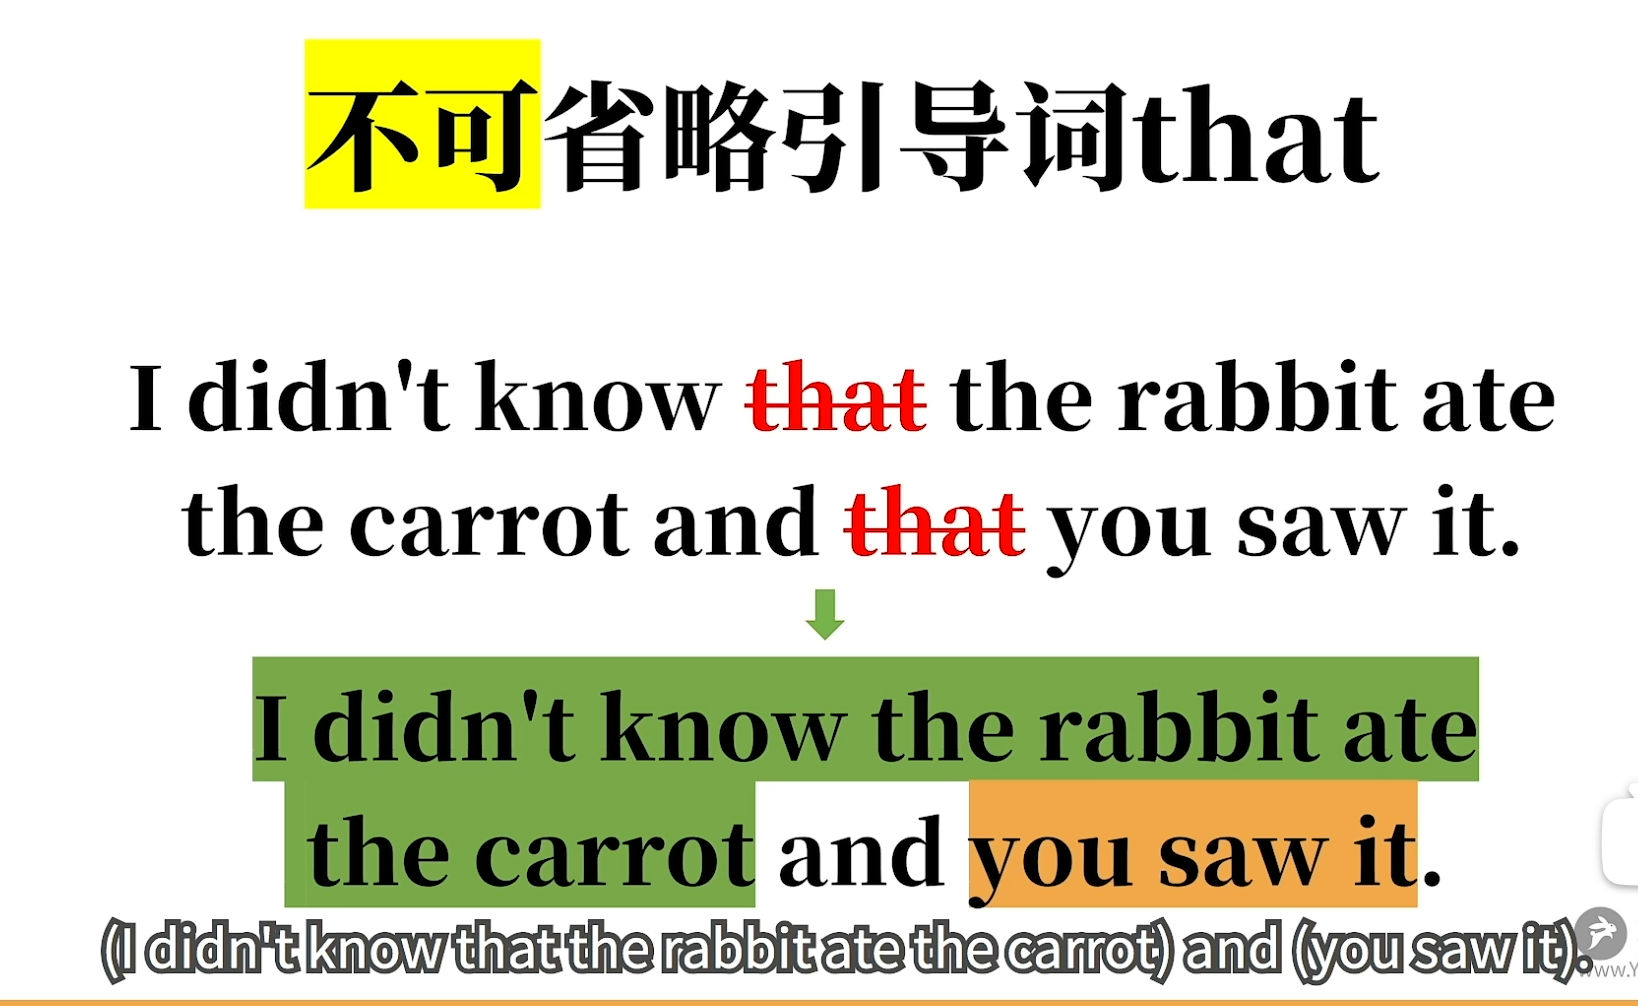 不可省略引导词that
I didn't know that the rabbit ate
the carrot and that you saw it.
I didn't know the rabbit ate
the carrot and you saw it.
(I didn't know that the rabbit ate the carrot) and (you saw it).
www.Y